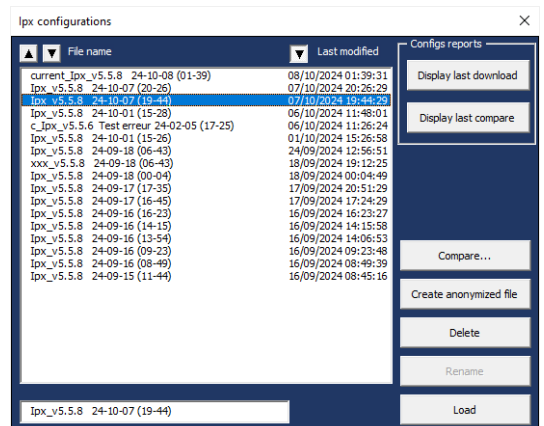 Ipx configurations
File name
Last modified
Configs reports
current_Ipx_v5.5.8 24-10-08 (01-39) 08/10/2024 01:39:31
Ipx_v5.5.8 24-10-07 (20-26) 07/10/2024 20:26:29
Ipx_v5.5.8 24-10-07 (19-44) 07/10/2024 19:44:29
Ipx_v5.5.8 24-10-01 (15-28) 06/10/2024 11:48:01
c_Ipx_v5.5.6 Test erreur 24-02-05 (17-25) 06/10/2024 11:26:24
Ipx_v5.5.8 24-10-01 (15-26) 01/10/2024 15:26:58
Ipx_v5.5.8 24-09-18 (06-43) 24/09/2024 12:56:51
xxx_v5.5.8 24-09-18 (06-43) 18/09/2024 19:12:25
Ipx_v5.5.8 24-09-18 (00-04) 18/09/2024 00:04:49
Ipx_v5.5.8 24-09-17 (17-35) 17/09/2024 20:51:29
Ipx_v5.5.8 24-09-17 (16-45) 17/09/2024 17:24:29
Ipx_v5.5.8 24-09-16 (16-23) 16/09/2024 16:23:27
Ipx_v5.5.8 24-09-16 (14-15) 16/09/2024 14:15:58
Ipx_v5.5.8 24-09-16 (13-54) 16/09/2024 14:06:53
Ipx_v5.5.8 24-09-16 (09-23) 16/09/2024 09:23:48
Ipx_v5.5.8 24-09-16 (08-49) 16/09/2024 08:49:39
Ipx_v5.5.8 24-09-15 (11-44) 16/09/2024 08:45:16
Display last download
Display last compare
Compare...
Create anonymized file
Delete
Rename
Load
Ipx_v5.5.8 24-10-07 (19-44)